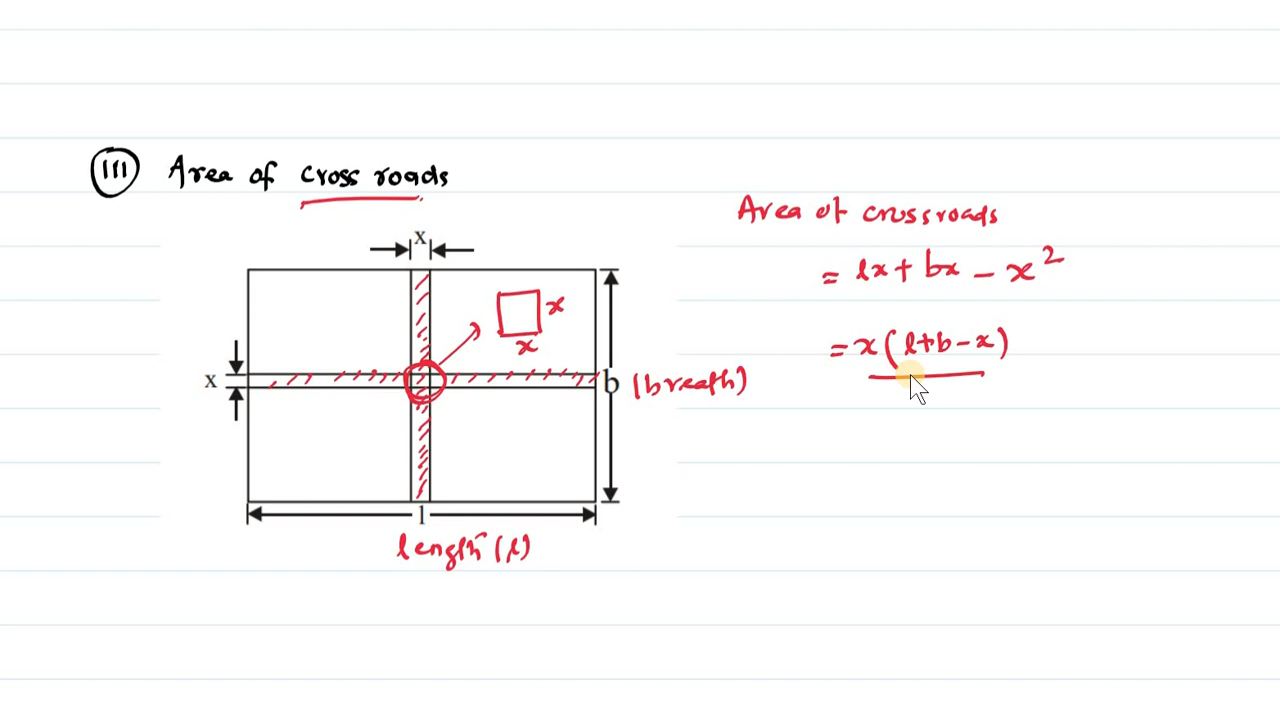 III Area of cross roads
Area of crossroads
= lx + bx - x²
= x(l+b-x)
x
x
x
x
b (breath)
l
length (l)